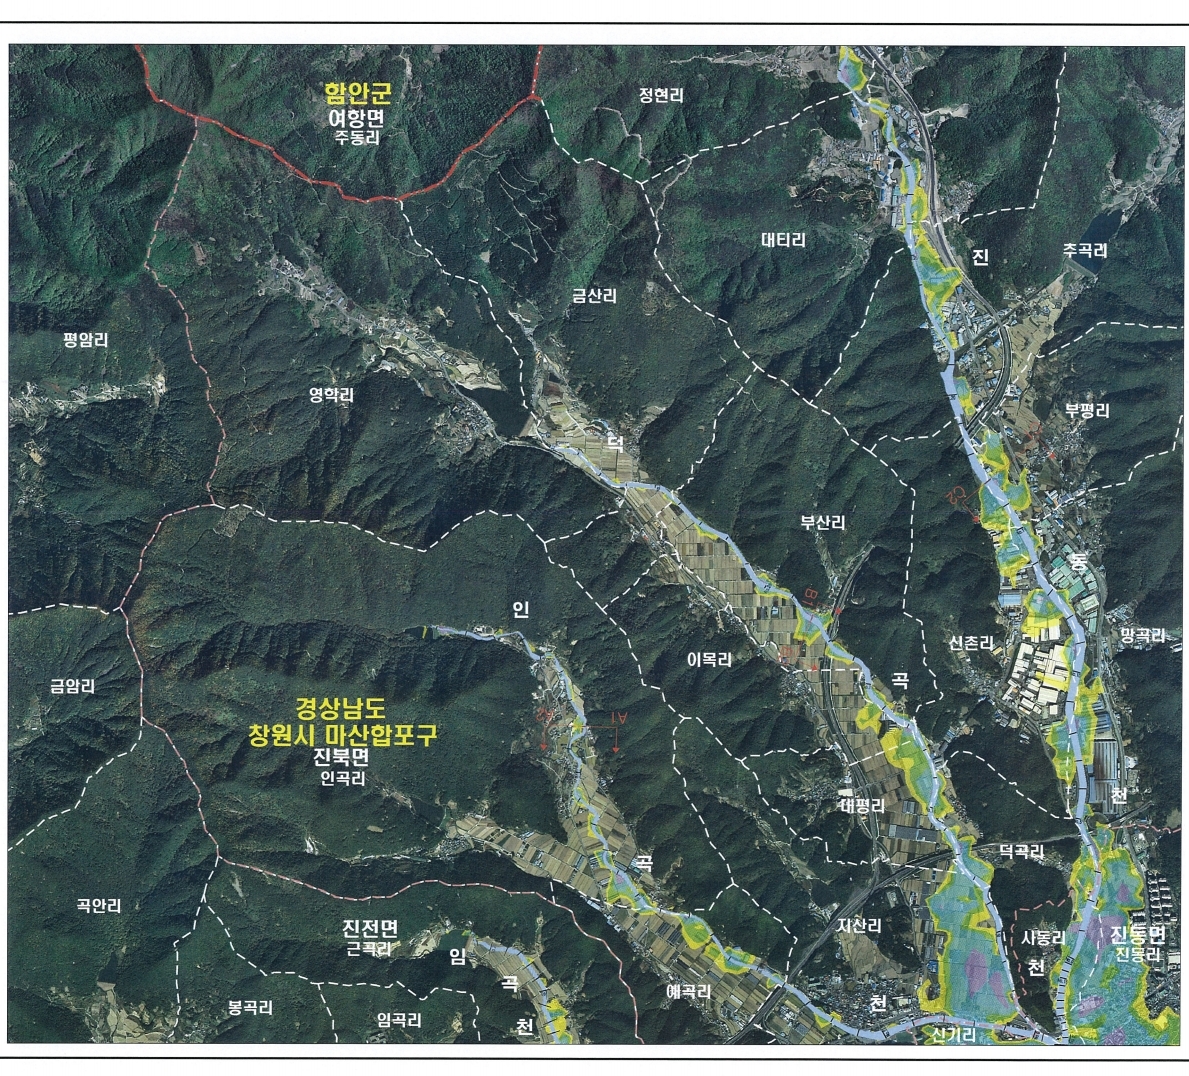 함안군
여항면
주동리
정현리
대티리
진
추곡리
금산리
평암리
영학리
부평리
덕
C2
부산리
동
B1
인
신촌리
망곡리
이목리
곡
금암리
경상남도
창원시 마산합포구
진북면
인곡리
A1
천
대평리
곡
덕곡리
곡안리
진전면
근곡리
지산리
사동리
진동면
진동리
임
천
곡
예곡리
천
봉곡리
임곡리
천
신기리